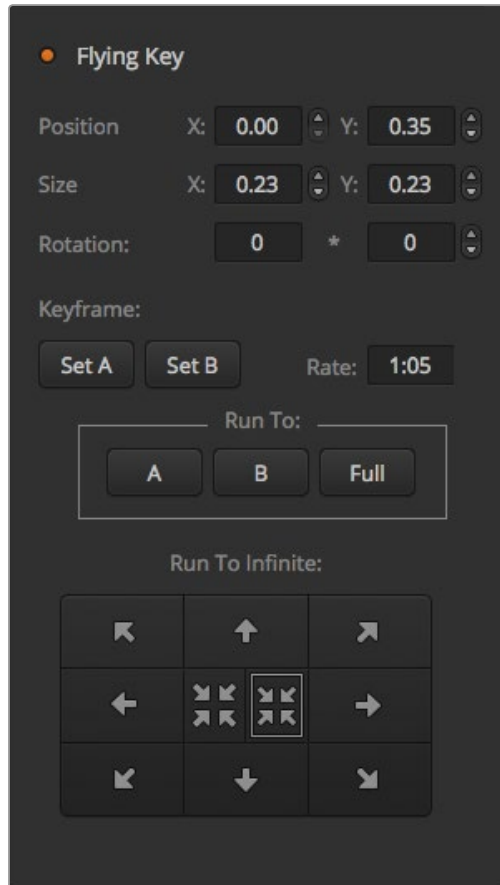 Flying Key
Position X: 0.00 Y: 0.35
Size X: 0.23 Y: 0.23
Rotation: 0 * 0
Keyframe:
Set A Set B Rate: 1:05
Run To:
A B Full
Run To Infinite: